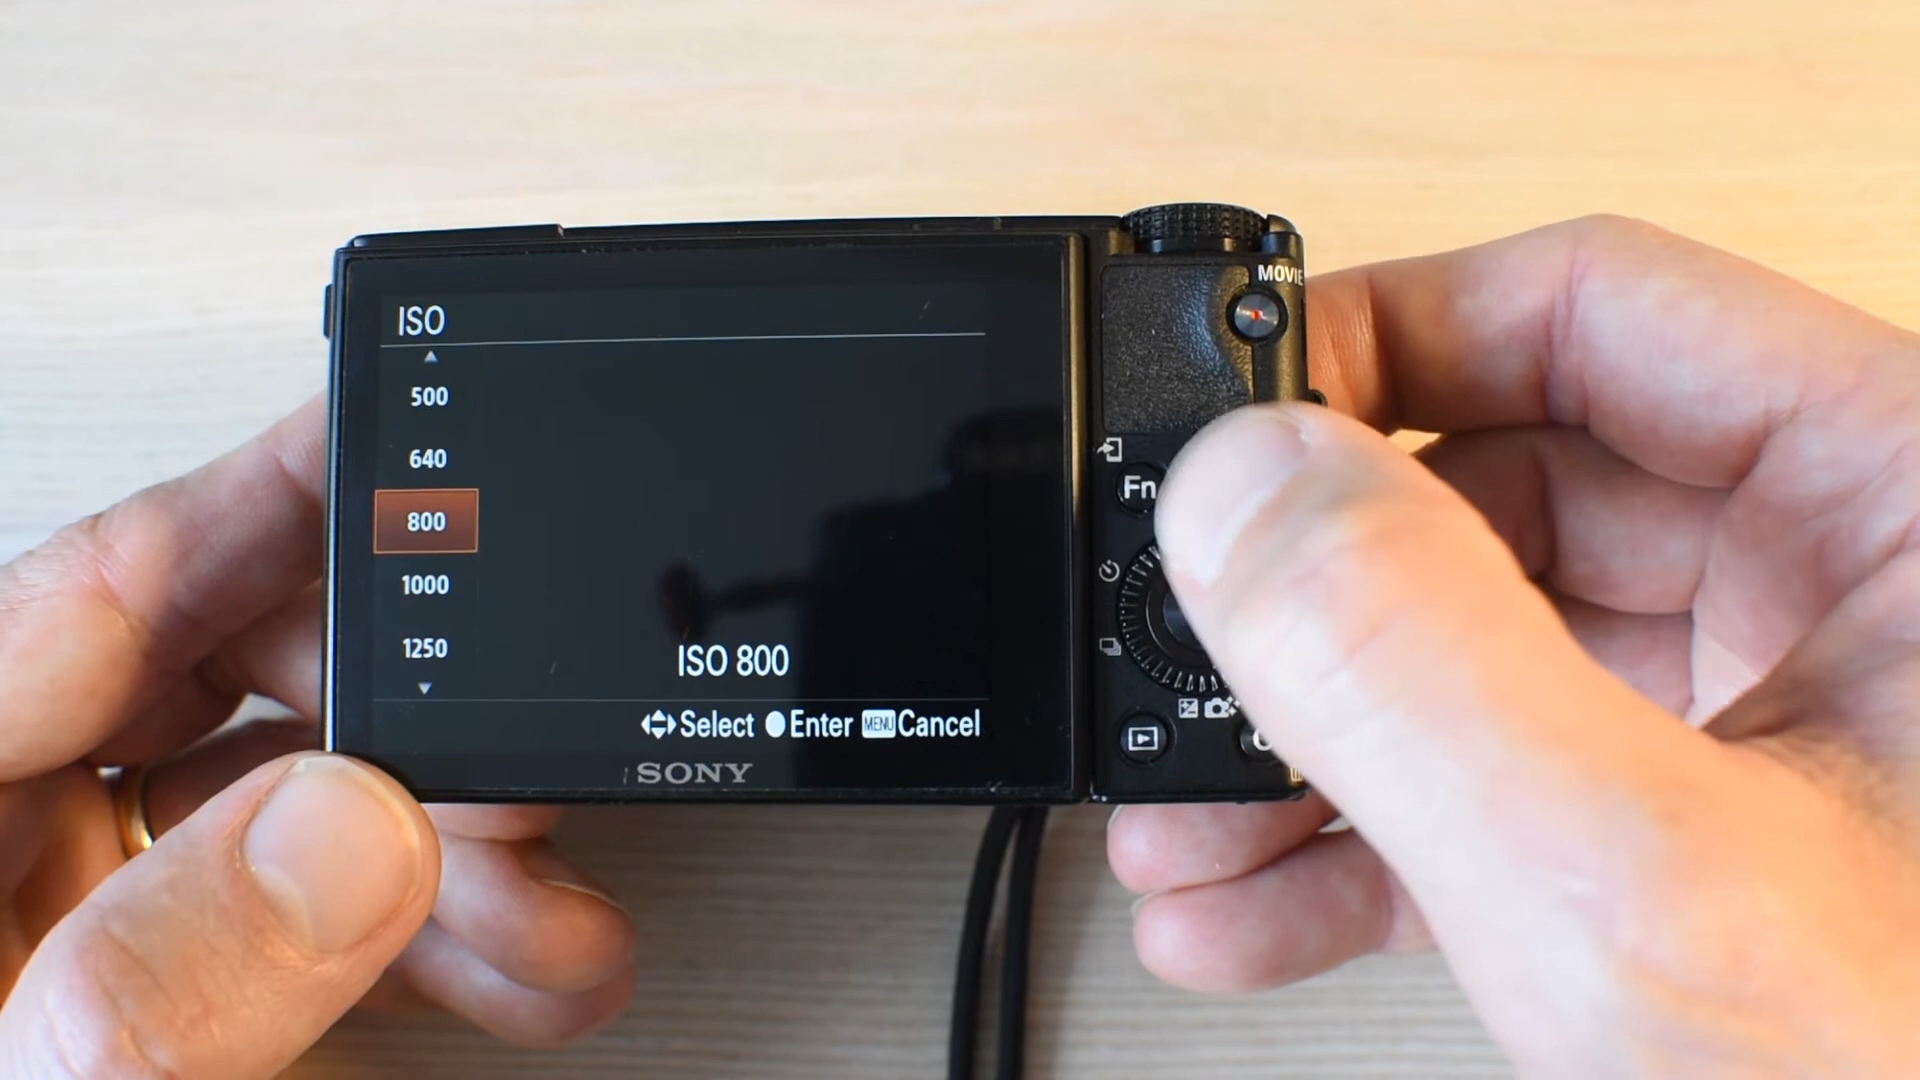 ISO
500
640
800
1000
1250
ISO 800
Select Enter MENU Cancel
SONY
MOVIE
Fn